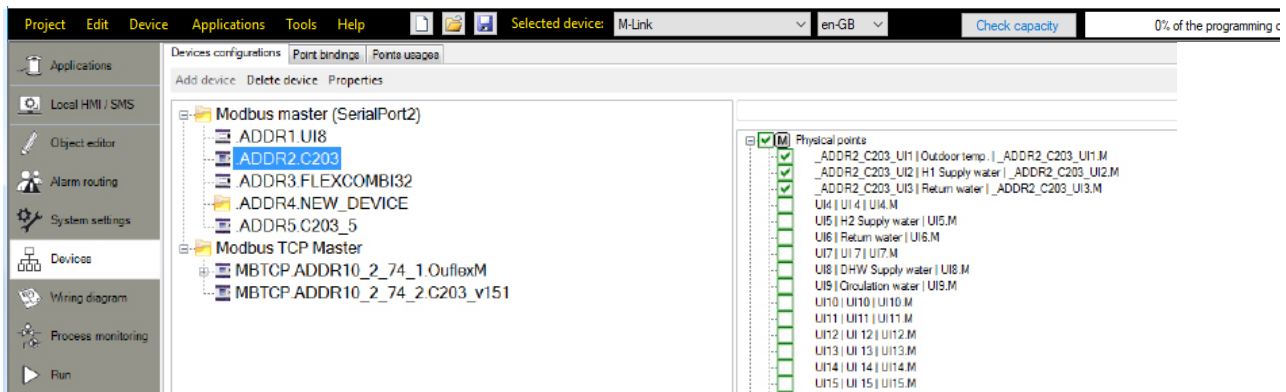 Project Edit Device Applications Tools Help Selected device: M-Link en-GB Check capacity 0% of the programming c
Applications
Local HMI / SMS
Object editor
Alarm routing
System settings
Devices
Wiring diagram
Process monitoring
Run
Devices configurations Point bindings Points usages
Add device Delete device Properties
Modbus master (SerialPort2)
.ADDR1.UI8
.ADDR2.C203
.ADDR3.FLEXCOMBI32
.ADDR4.NEW_DEVICE
.ADDR5.C203_5
Modbus TCP Master
MBTCP.ADDR10_2_74_1.OuflexM
MBTCP.ADDR10_2_74_2.C203_v151
M Physical points
_ADDR2_C203_UI1 | Outdoor temp. | _ADDR2_C203_UI1.M
_ADDR2_C203_UI2 | H1 Supply water | _ADDR2_C203_UI2.M
_ADDR2_C203_UI3 | Return water | _ADDR2_C203_UI3.M
UI4 | UI 4 | UI4.M
UI5 | H2 Supply water | UI5.M
UI6 | Return water | UI6.M
UI7 | UI 7 | UI7.M
UI8 | DHW Supply water | UI8.M
UI9 | Circulation water | UI9.M
UI10 | UI10 | UI10.M
UI11 | UI11 | UI11.M
UI12 | UI 12 | UI12.M
UI13 | UI 13 | UI13.M
UI14 | UI 14 | UI14.M
UI15 | UI 15 | UI15.M